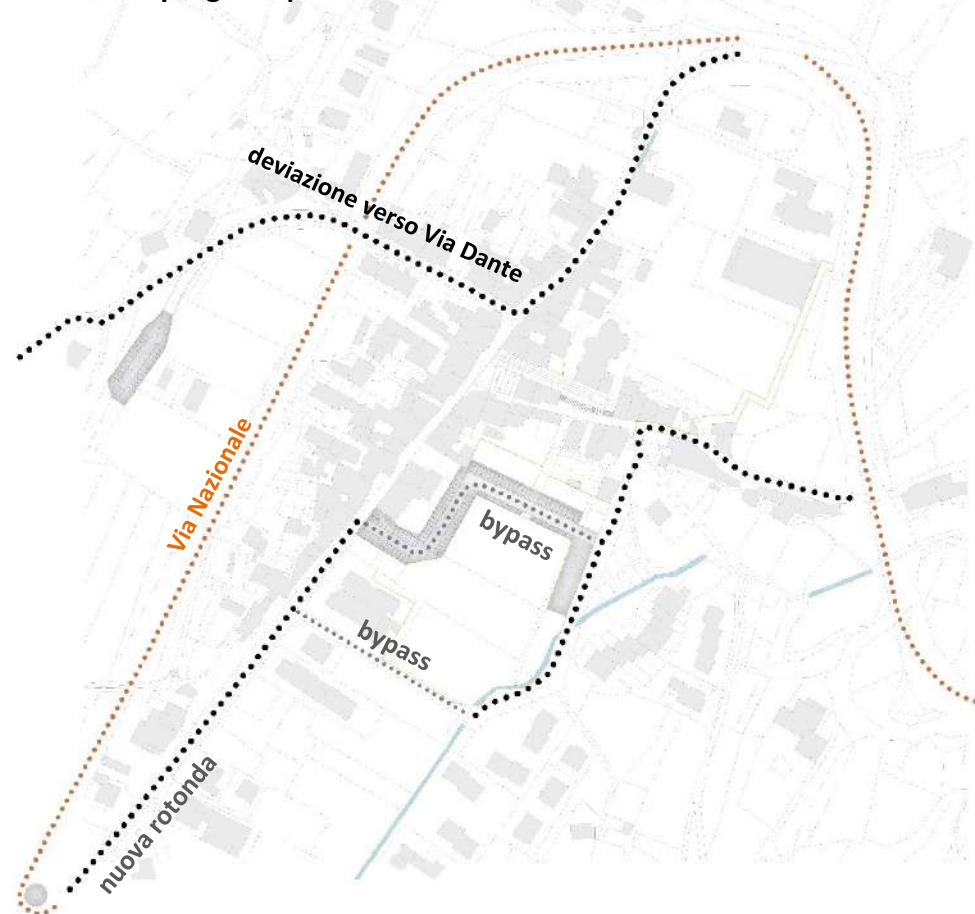 deviazione verso Via Dante
Via Nazionale
bypass
bypass
nuova rotonda